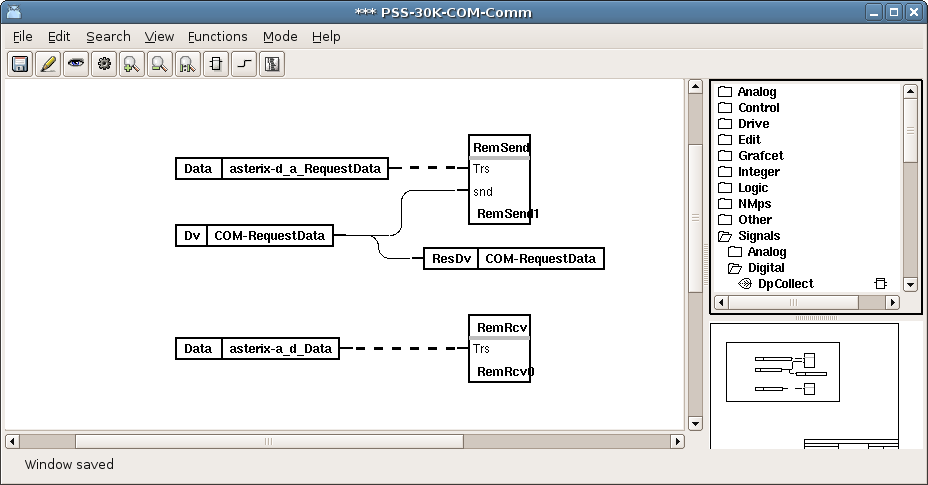 *** PSS-30K-COM-Comm
File Edit Search View Functions Mode Help
Data asterix-d_a_RequestData
RemSend
Trs
snd
RemSend1
Dv COM-RequestData
ResDv COM-RequestData
Data asterix-a_d_Data
RemRcv
Trs
RemRcv0
Analog
Control
Drive
Edit
Grafcet
Integer
Logic
NMps
Other
Signals
Analog
Digital
DpCollect
Window saved